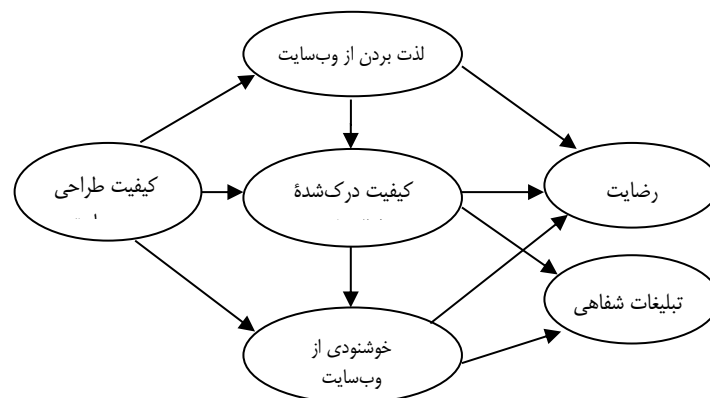 لذت بردن از وب‌سایت
کیفیت طراحی
کیفیت درک‌شدهٔ
رضایت
تبلیغات شفاهی
خوشنودی از
وب‌سایت